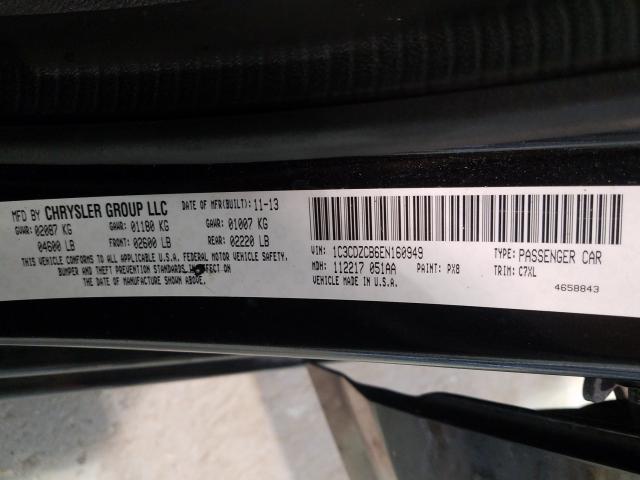 MFD BY CHRYSLER GROUP LLC DATE OF MFR(BUILT): 11-13
GVWR: 02087 KG GAWR: 01180 KG GAWR: 01007 KG
04600 LB FRONT: 02600 LB REAR: 02220 LB
THIS VEHICLE CONFORMS TO ALL APPLICABLE U.S.A. FEDERAL MOTOR VEHICLE SAFETY,
BUMPER AND THEFT PREVENTION STANDARDS IN EFFECT ON
THE DATE OF MANUFACTURE SHOWN ABOVE.
VIN: 1C3CDZCB6EN160949 TYPE: PASSENGER CAR
MDH: 112217 051AA PAINT: PX8 TRIM: C7XL
VEHICLE MADE IN U.S.A. 4658843